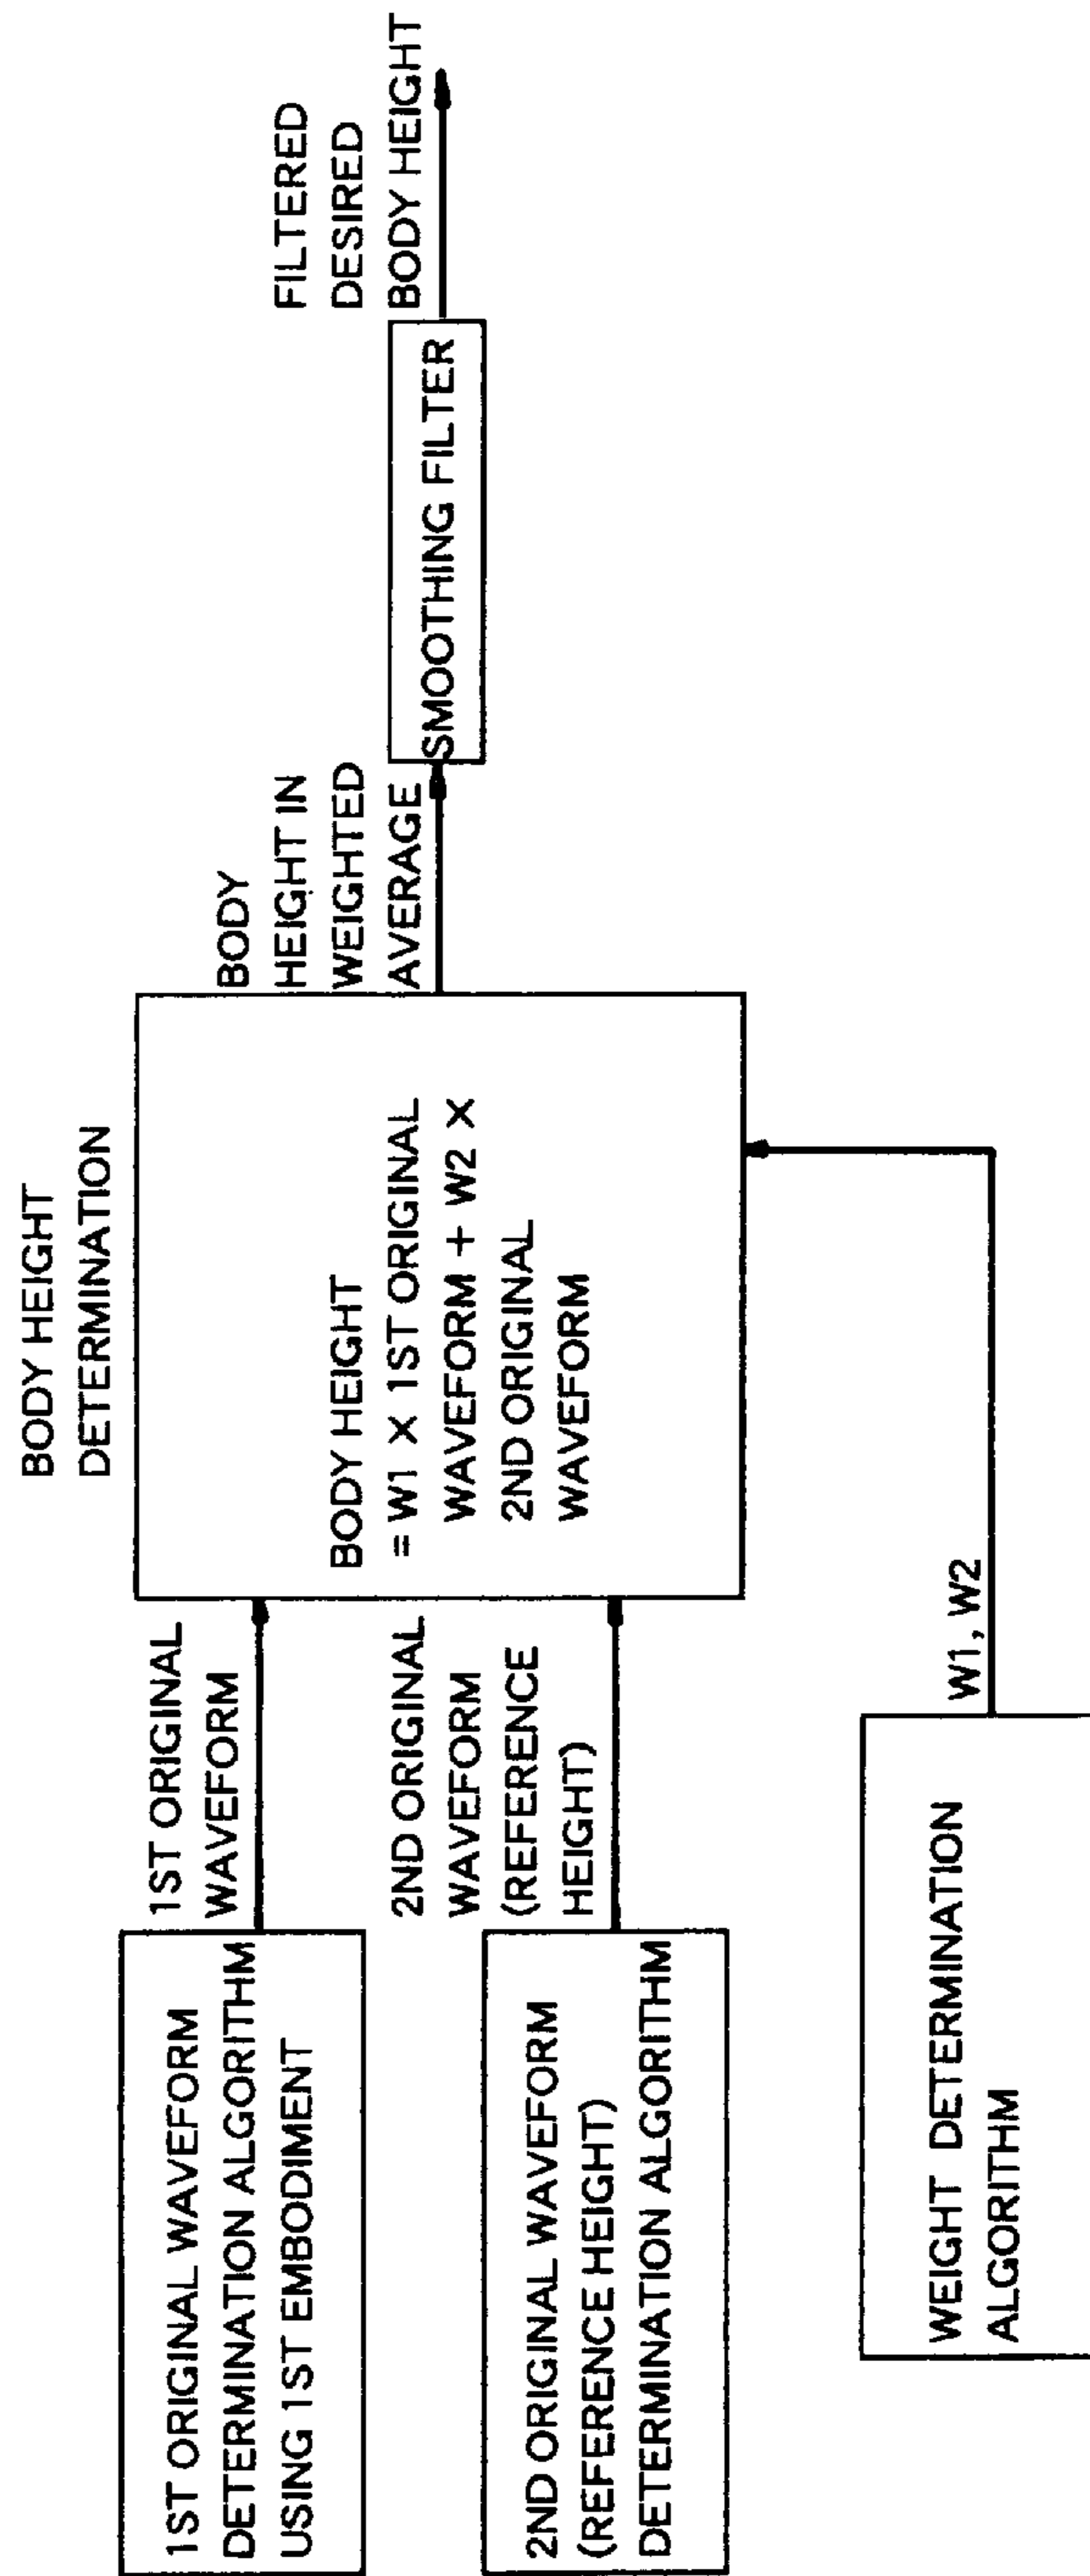 1ST ORIGINAL WAVEFORM
DETERMINATION ALGORITHM
USING 1ST EMBODIMENT
1ST ORIGINAL
WAVEFORM
2ND ORIGINAL WAVEFORM
(REFERENCE HEIGHT)
DETERMINATION ALGORITHM
2ND ORIGINAL
WAVEFORM
(REFERENCE
HEIGHT)
WEIGHT DETERMINATION
ALGORITHM
W1, W2
BODY HEIGHT
DETERMINATION
BODY HEIGHT
= W1 X 1ST ORIGINAL
WAVEFORM + W2 X
2ND ORIGINAL
WAVEFORM
BODY
HEIGHT IN
WEIGHTED
AVERAGE
SMOOTHING FILTER
FILTERED
DESIRED
BODY HEIGHT